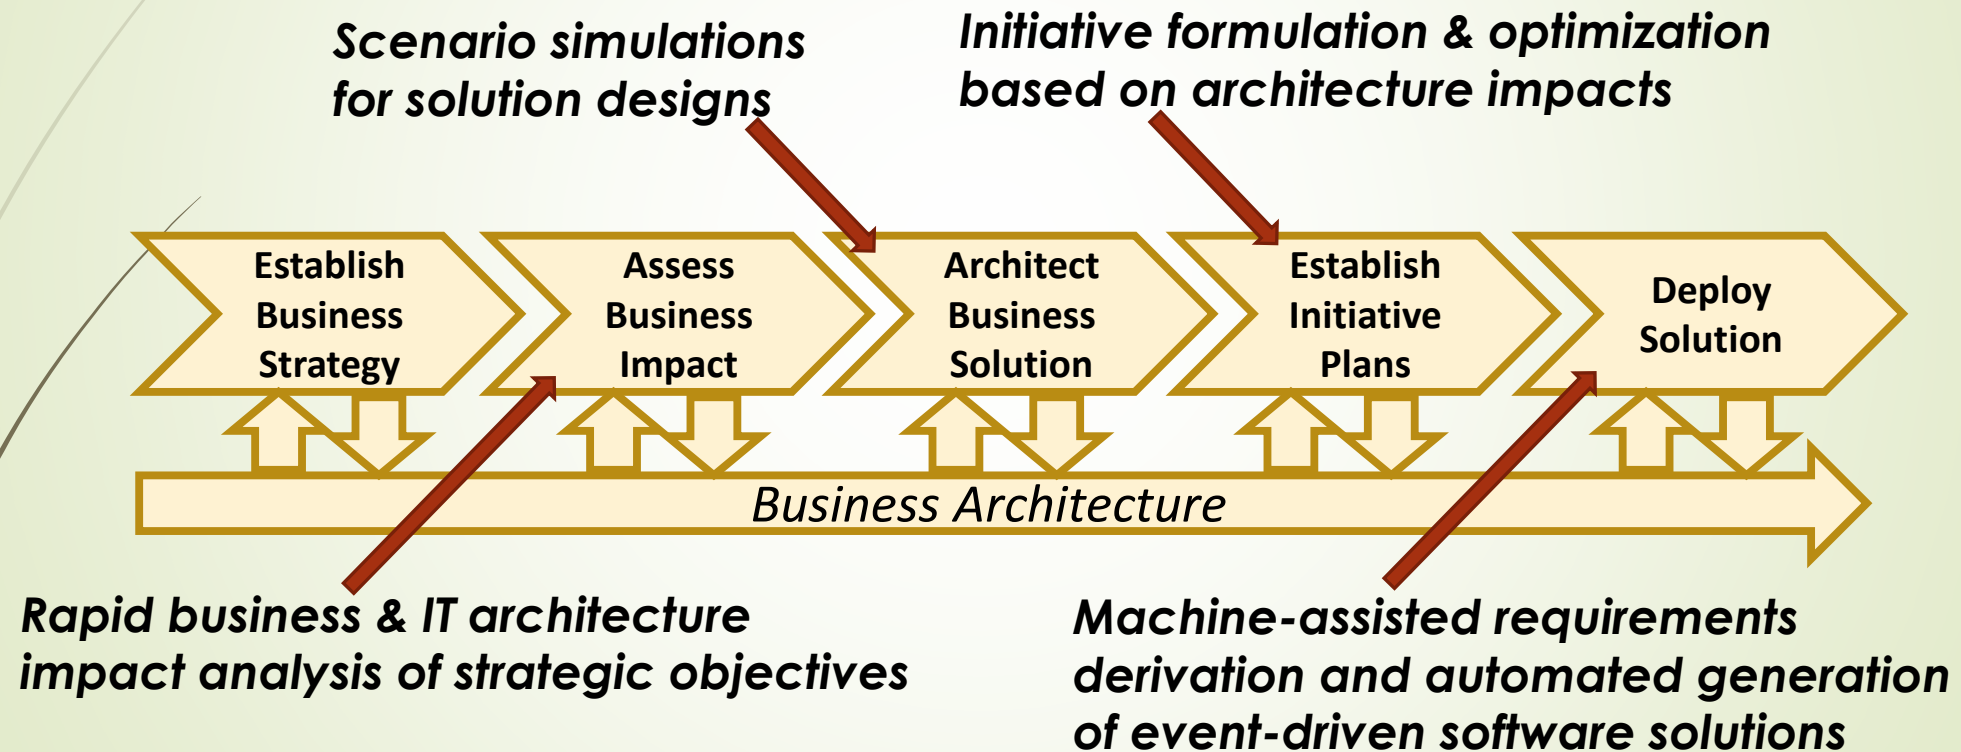 Scenario simulations
for solution designs
Initiative formulation & optimization
based on architecture impacts
Establish
Business
Strategy
Assess
Business
Impact
Architect
Business
Solution
Establish
Initiative
Plans
Deploy
Solution
Business Architecture
Rapid business & IT architecture
impact analysis of strategic objectives
Machine-assisted requirements
derivation and automated generation
of event-driven software solutions